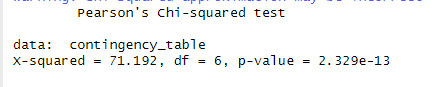 Pearson's Chi-squared test
data:  contingency_table
X-squared = 71.192, df = 6, p-value = 2.329e-13